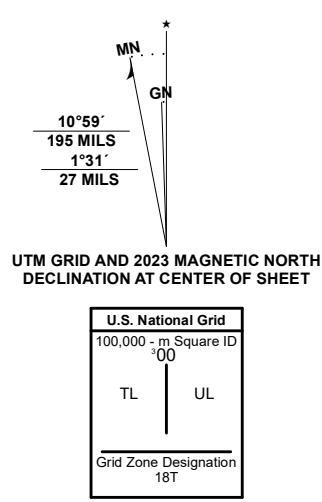 ★
MN
GN
10°59´
195 MILS
1°31´
27 MILS
UTM GRID AND 2023 MAGNETIC NORTH
DECLINATION AT CENTER OF SHEET
U.S. National Grid
100,000 - m Square ID
³00
TL UL
Grid Zone Designation
18T